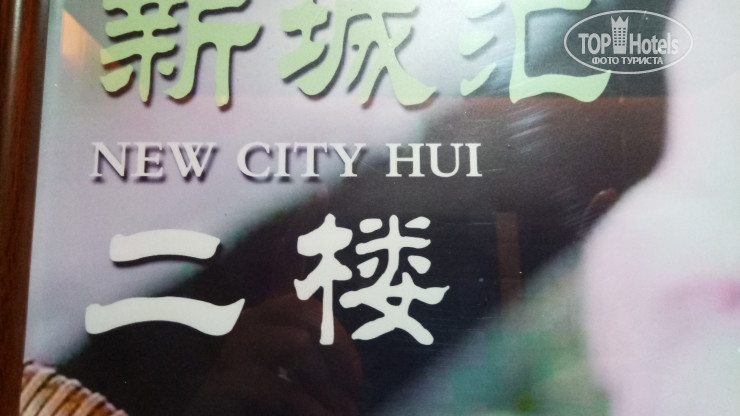 新城汇
NEW CITY HUI
二楼
TOP Hotels
ФОТО ТУРИСТА